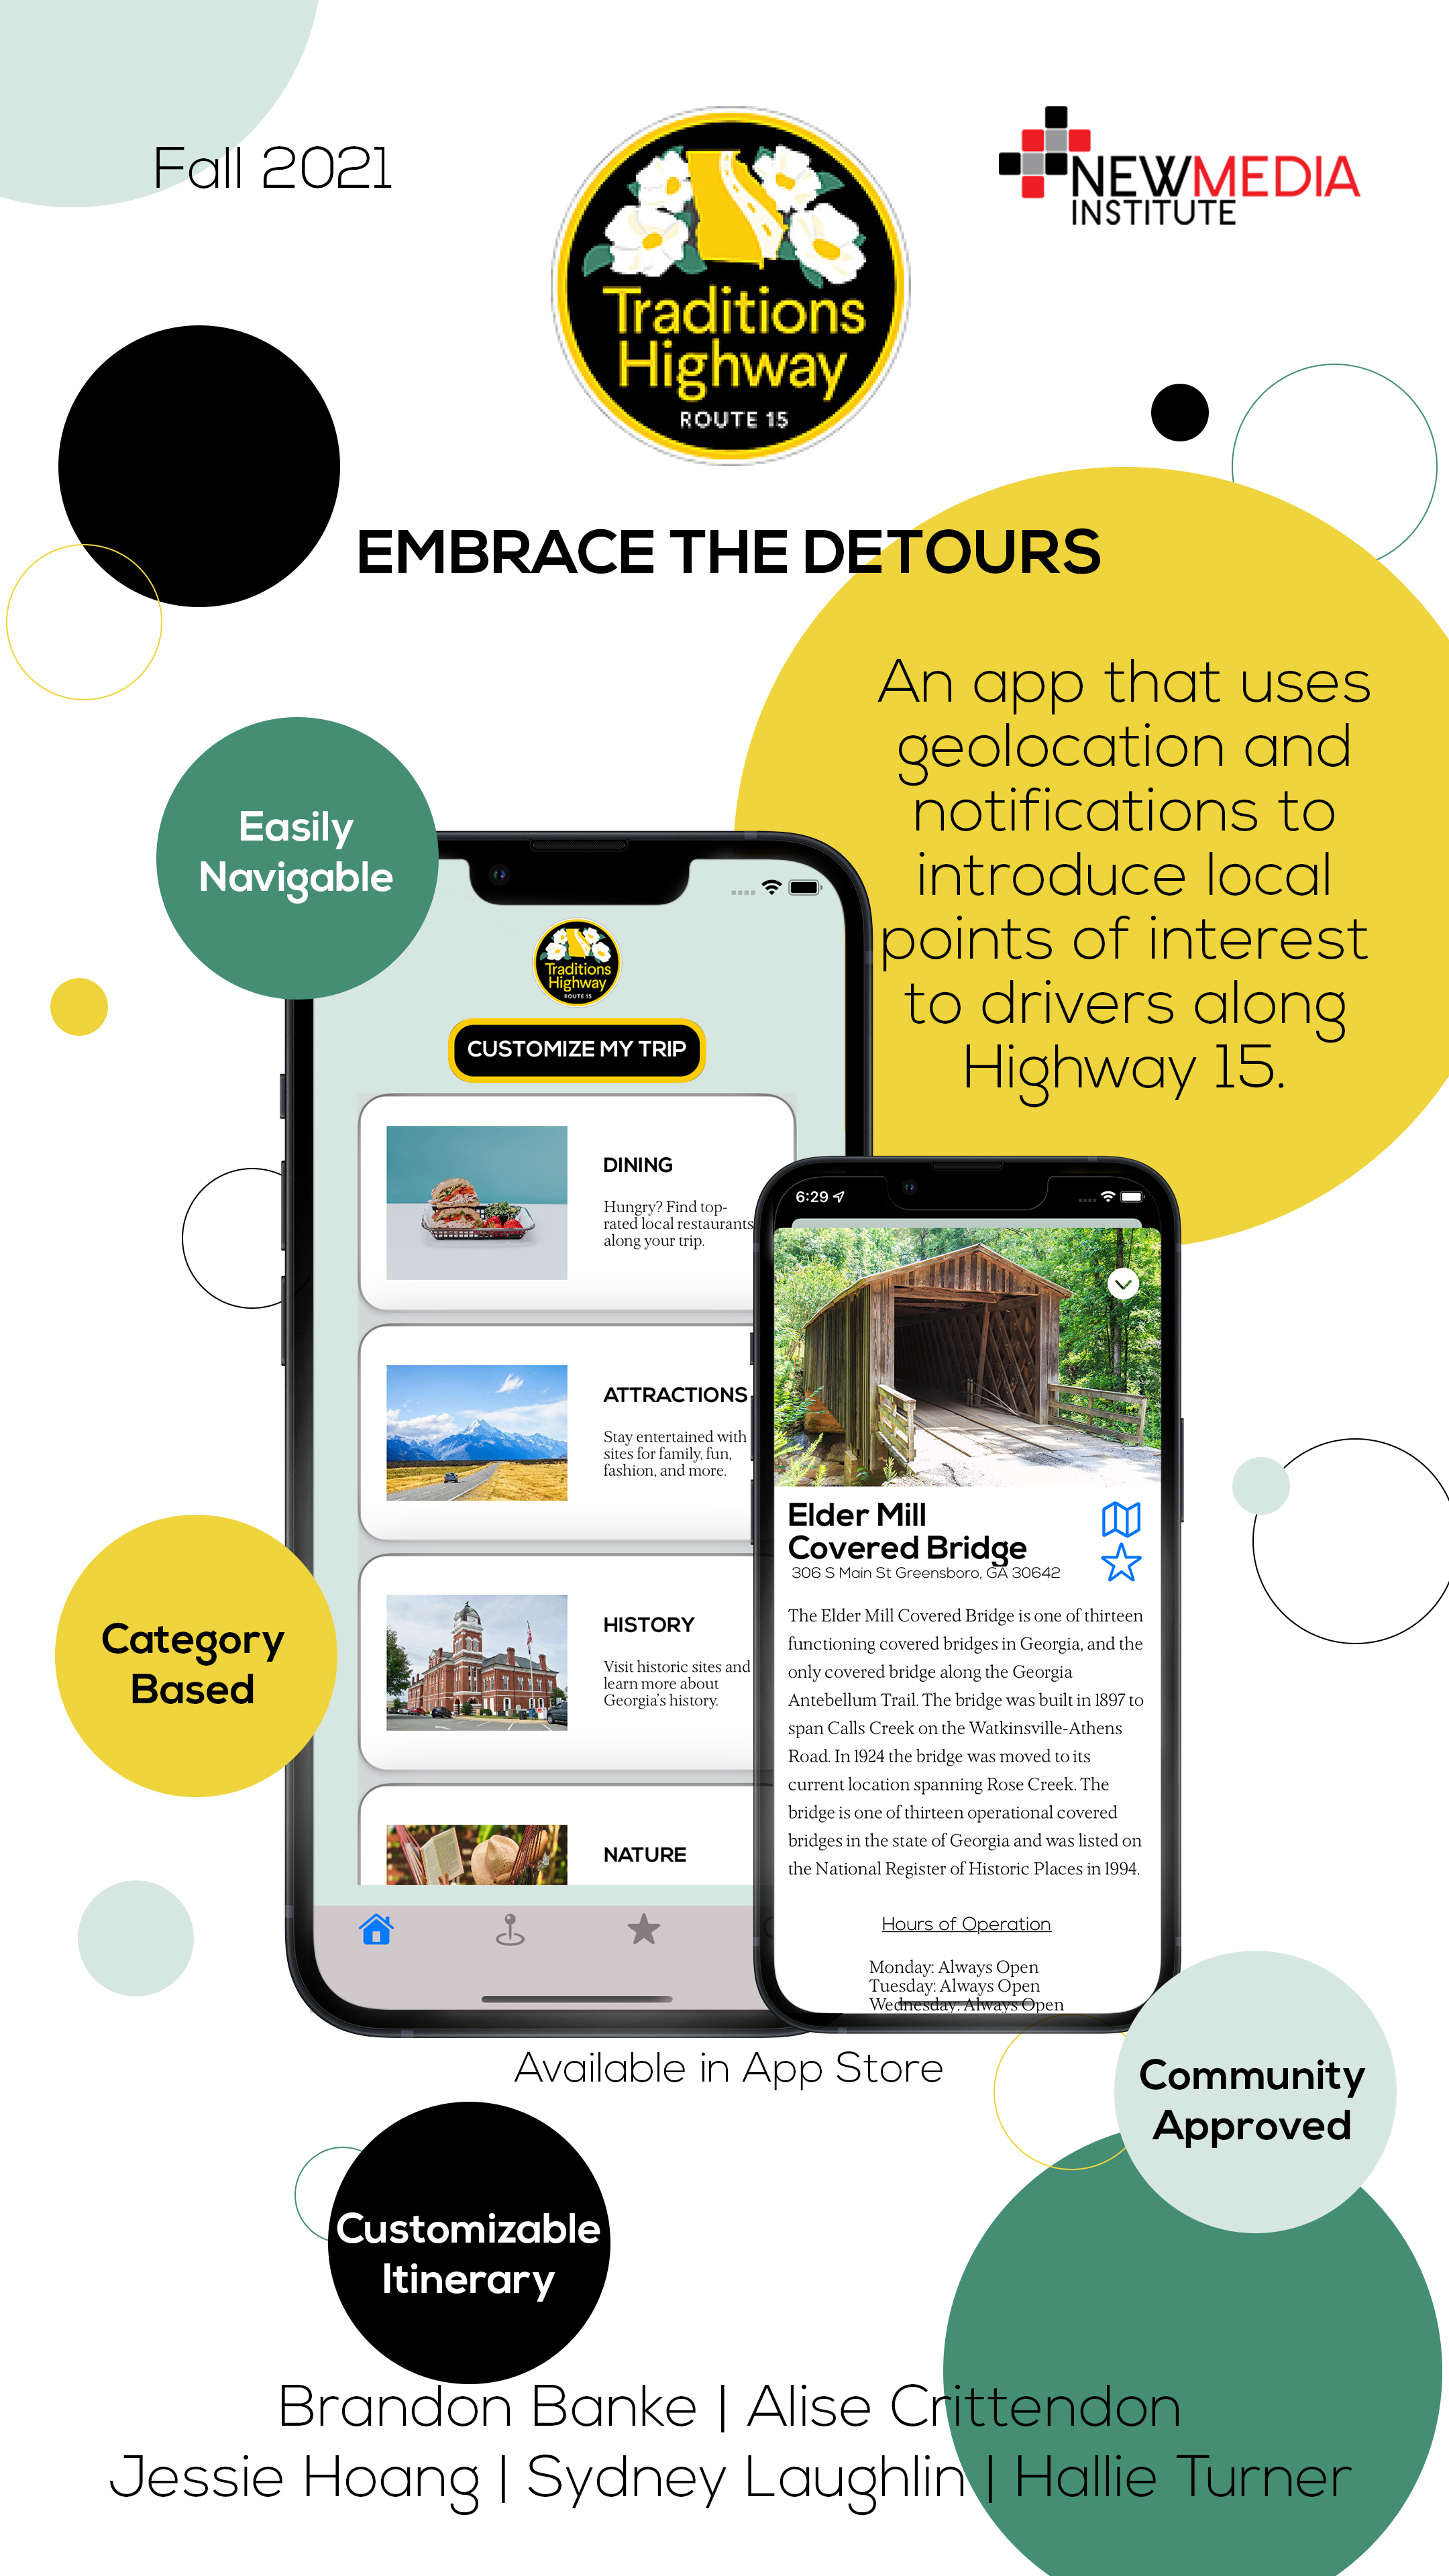 Fall 2021
Traditions
Highway
ROUTE 15
NEWMEDIA
INSTITUTE
EMBRACE THE DETOURS
An app that uses
geolocation and
notifications to
introduce local
points of interest
to drivers along
Highway 15.
Easily
Navigable
Traditions
Highway
ROUTE 15
CUSTOMIZE MY TRIP
DINING
Hungry? Find top-
rated local restaurants
along your trip.
ATTRACTIONS
Stay entertained with
sites for family, fun,
fashion, and more.
HISTORY
Visit historic sites and
learn more about
Georgia's history.
NATURE
6:29
Elder Mill
Covered Bridge
306 S Main St Greensboro, GA 30642
The Elder Mill Covered Bridge is one of thirteen
functioning covered bridges in Georgia, and the
only covered bridge along the Georgia
Antebellum Trail. The bridge was built in 1897 to
span Calls Creek on the Watkinsville-Athens
Road. In 1924 the bridge was moved to its
current location spanning Rose Creek. The
bridge is one of thirteen operational covered
bridges in the state of Georgia and was listed on
the National Register of Historic Places in 1994.
Hours of Operation
Monday: Always Open
Tuesday: Always Open
Wednesday: Always Open
Category
Based
Available in App Store
Community
Approved
Customizable
Itinerary
Brandon Banke | Alise Crittendon
Jessie Hoang | Sydney Laughlin | Hallie Turner